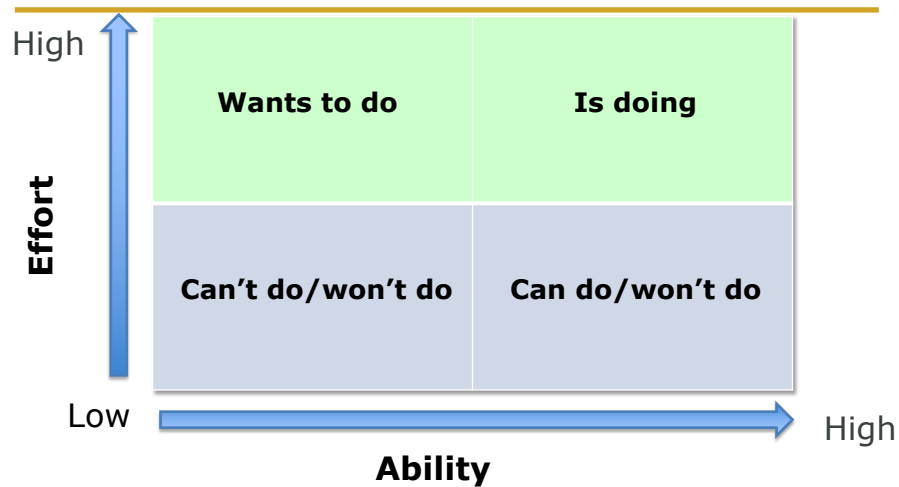 High
Wants to do
Is doing
Effort
Can’t do/won’t do
Can do/won’t do
Low
High
Ability